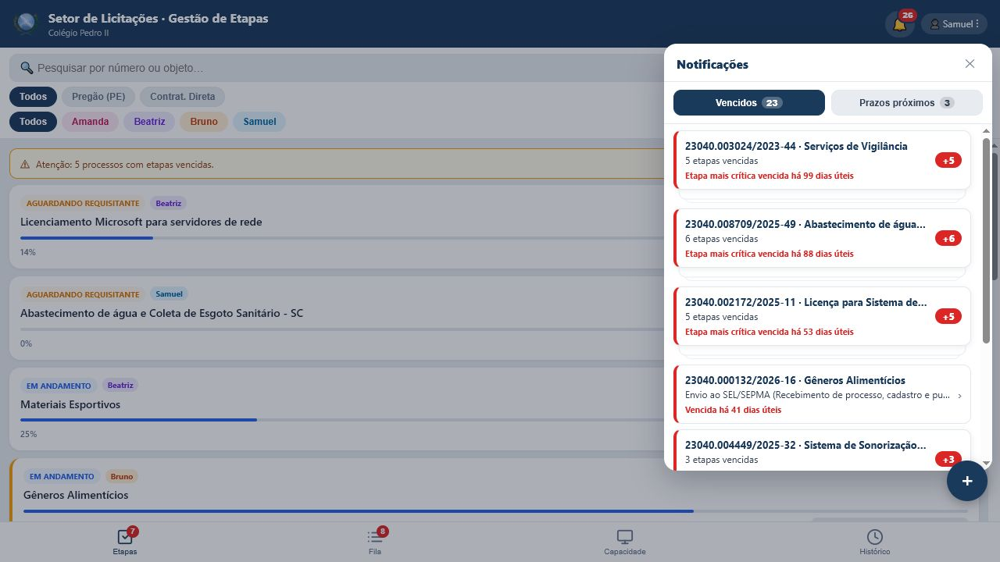 Setor de Licitações · Gestão de Etapas
Colégio Pedro II
26
Samuel
Pesquisar por número ou objeto...
Todos Pregão (PE) Contrat. Direta
Todos Amanda Beatriz Bruno Samuel
Atenção: 5 processos com etapas vencidas.
AGUARDANDO REQUISITANTE Beatriz
Licenciamento Microsoft para servidores de rede
14%
AGUARDANDO REQUISITANTE Samuel
Abastecimento de água e Coleta de Esgoto Sanitário - SC
0%
EM ANDAMENTO Beatriz
Materiais Esportivos
25%
EM ANDAMENTO Bruno
Gêneros Alimentícios
Notificações
Vencidos 23 Prazos próximos 3
23040.003024/2023-44 · Serviços de Vigilância
5 etapas vencidas
+5
Etapa mais crítica vencida há 99 dias úteis
23040.008709/2025-49 · Abastecimento de água...
6 etapas vencidas
+6
Etapa mais crítica vencida há 88 dias úteis
23040.002172/2025-11 · Licença para Sistema de...
5 etapas vencidas
+5
Etapa mais crítica vencida há 53 dias úteis
23040.000132/2026-16 · Gêneros Alimentícios
Envio ao SEL/SEPMA (Recebimento de processo, cadastro e pu...
Vencida há 41 dias úteis
23040.004449/2025-32 · Sistema de Sonorização...
3 etapas vencidas
+3
+
7
Etapas
8
Fila
Capacidade
Histórico